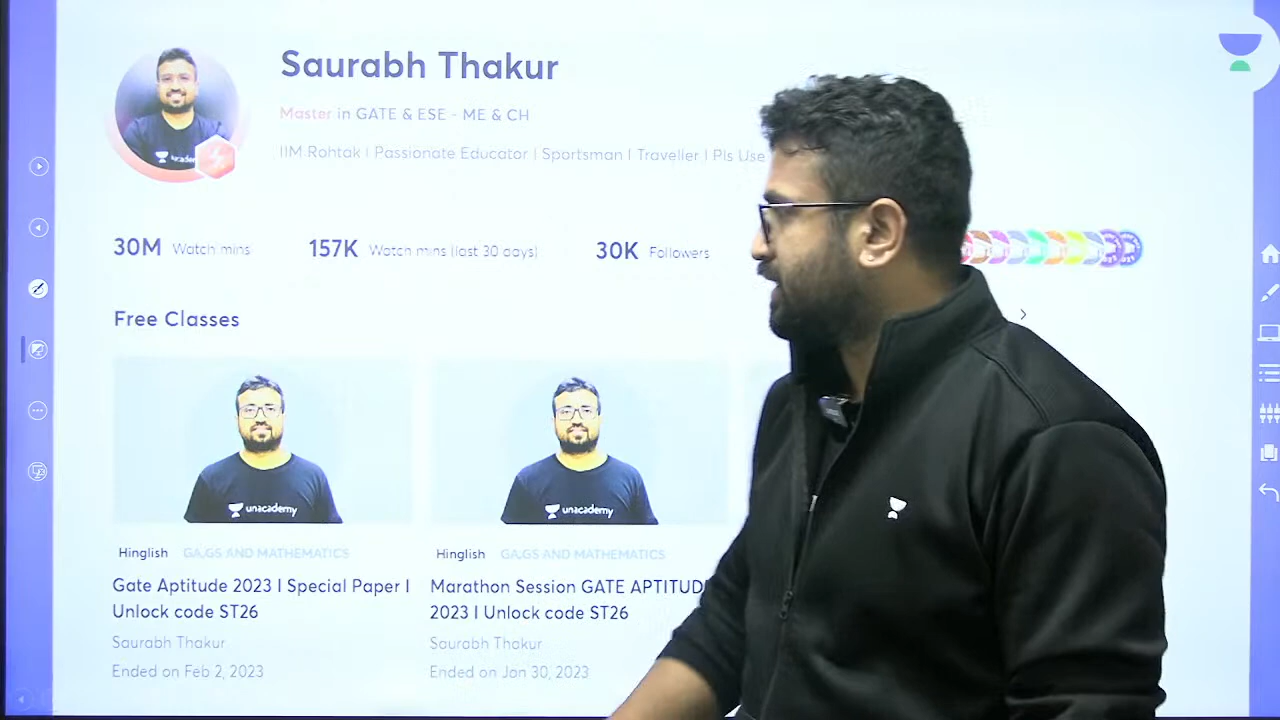 Saurabh Thakur
Master in GATE & ESE - ME & CH
IIM Rohtak I Passionate Educator I Sportsman I Traveller I Pls Use
30M Watch mins
157K Watch mins (last 30 days)
30K Followers
Free Classes
unacademy
unacademy
Hinglish GA,GS AND MATHEMATICS
Gate Aptitude 2023 I Special Paper I
Unlock code ST26
Saurabh Thakur
Ended on Feb 2, 2023
Hinglish GA,GS AND MATHEMATICS
Marathon Session GATE APTITUD
2023 I Unlock code ST26
Saurabh Thakur
Ended on Jan 30, 2023